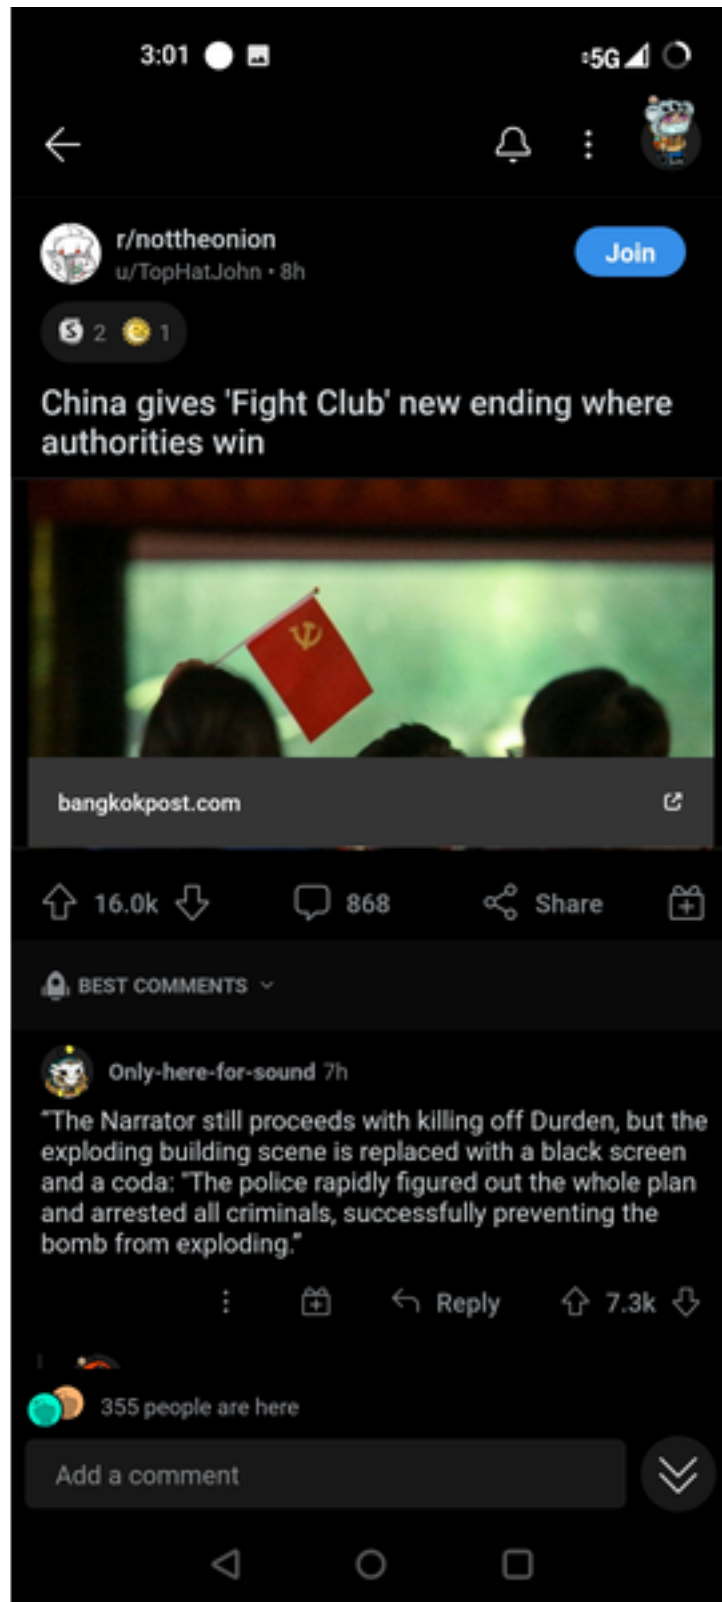 3:01
5G
r/nottheonion
Join
u/TopHatJohn • 8h
2 1
China gives 'Fight Club' new ending where
authorities win
bangkokpost.com
16.0k 868 Share
BEST COMMENTS
Only-here-for-sound 7h
"The Narrator still proceeds with killing off Durden, but the
exploding building scene is replaced with a black screen
and a coda: "The police rapidly figured out the whole plan
and arrested all criminals, successfully preventing the
bomb from exploding."
Reply 7.3k
355 people are here
Add a comment